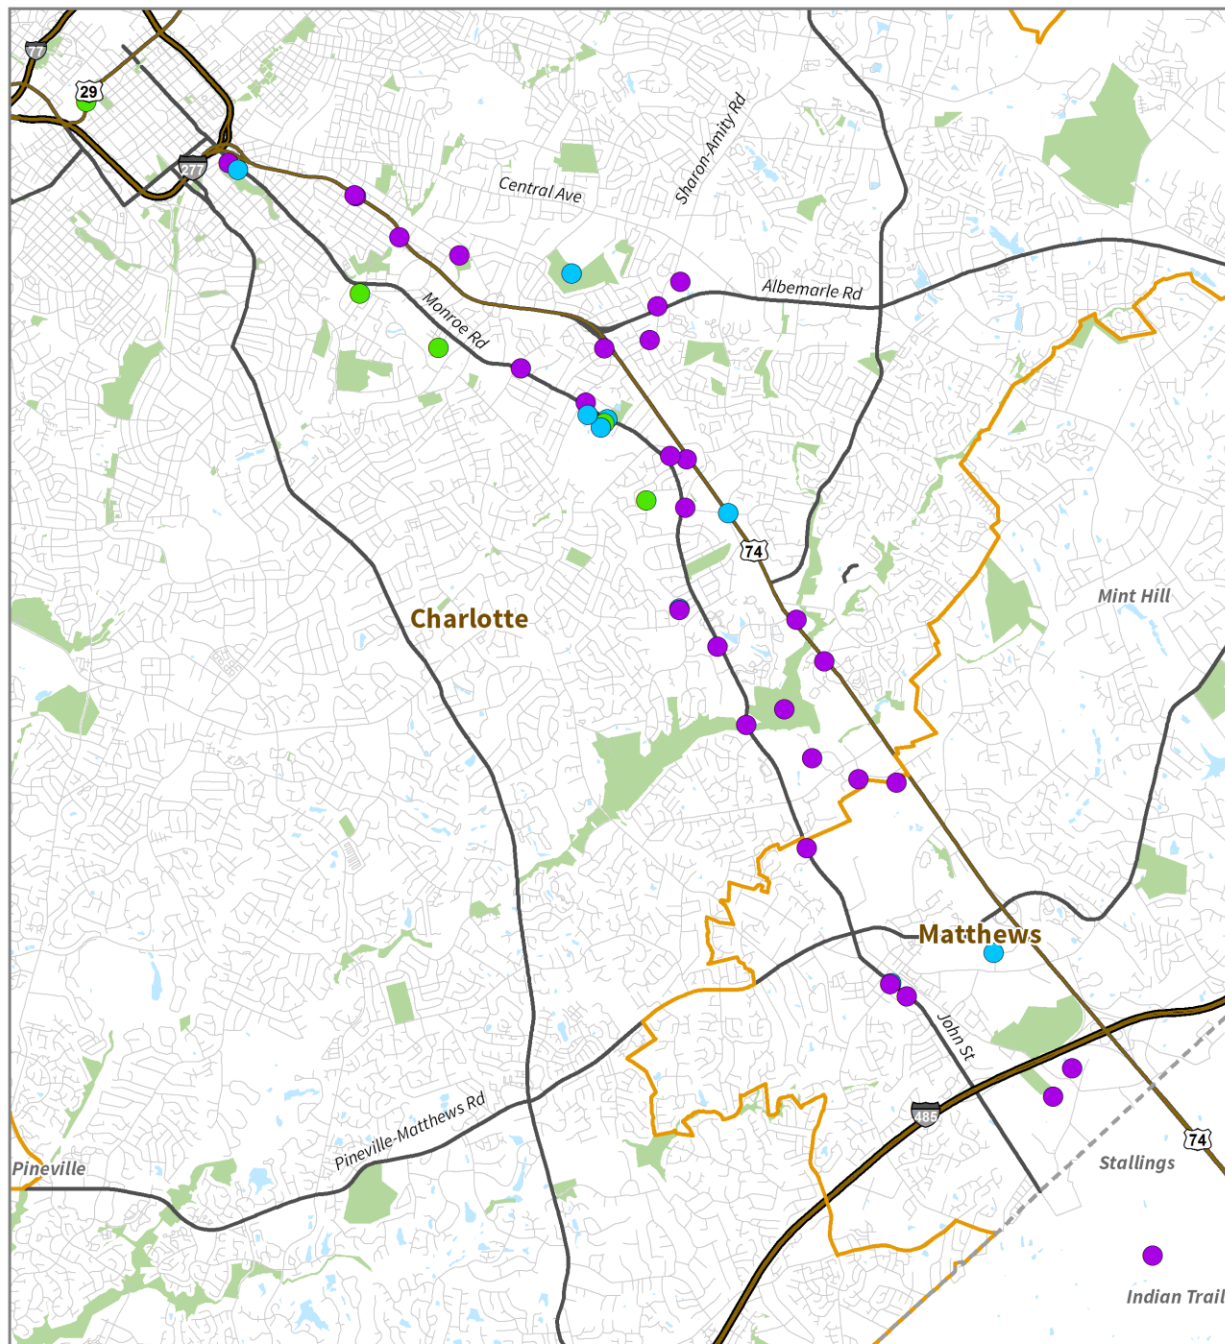 77
29
277
Central Ave
Sharon-Amity Rd
Albemarle Rd
Monroe Rd
74
Charlotte
Mint Hill
Matthews
John St
485
Pineville-Matthews Rd
Pineville
74
Stallings
Indian Trail